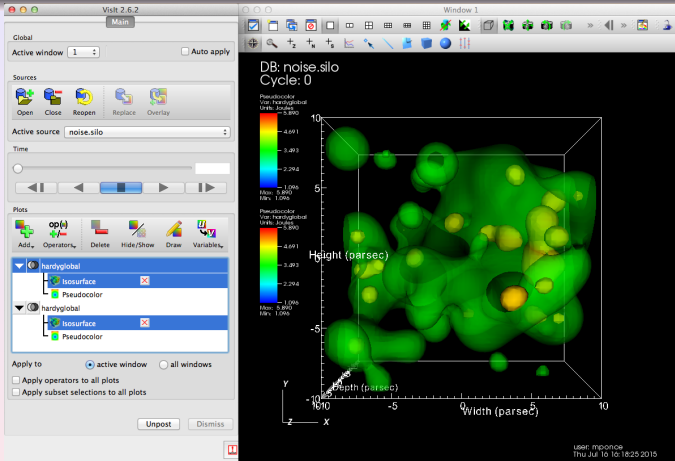 VisIt 2.6.2
Main
Global
Active window 1
Auto apply
Sources
Open Close Reopen Replace Overlay
Active source noise.silo
Time
Plots
op(e)
+/-
Add Operators Delete Hide/Show Draw Variables
hardyglobal
Isosurface
Pseudocolor
hardyglobal
Isosurface
Pseudocolor
Apply to active window all windows
Apply operators to all plots
Apply subset selections to all plots
Unpost Dismiss
Window 1
DB: noise.silo
Cycle: 0
Pseudocolor
Var: hardyglobal
Units: Joules
5.890
4.691
3.493
2.294
1.096
Max: 5.890
Min: 1.096
Pseudocolor
Var: hardyglobal
Units: Joules
5.890
4.691
3.493
2.294
1.096
Max: 5.890
Min: 1.096
10
5
0
Height (parsec)
-5
-10
Depth (parsec)
-5
0
Width (parsec)
10
Y
Z X
user: mponce
Thu Jul 16 16:18:25 2015